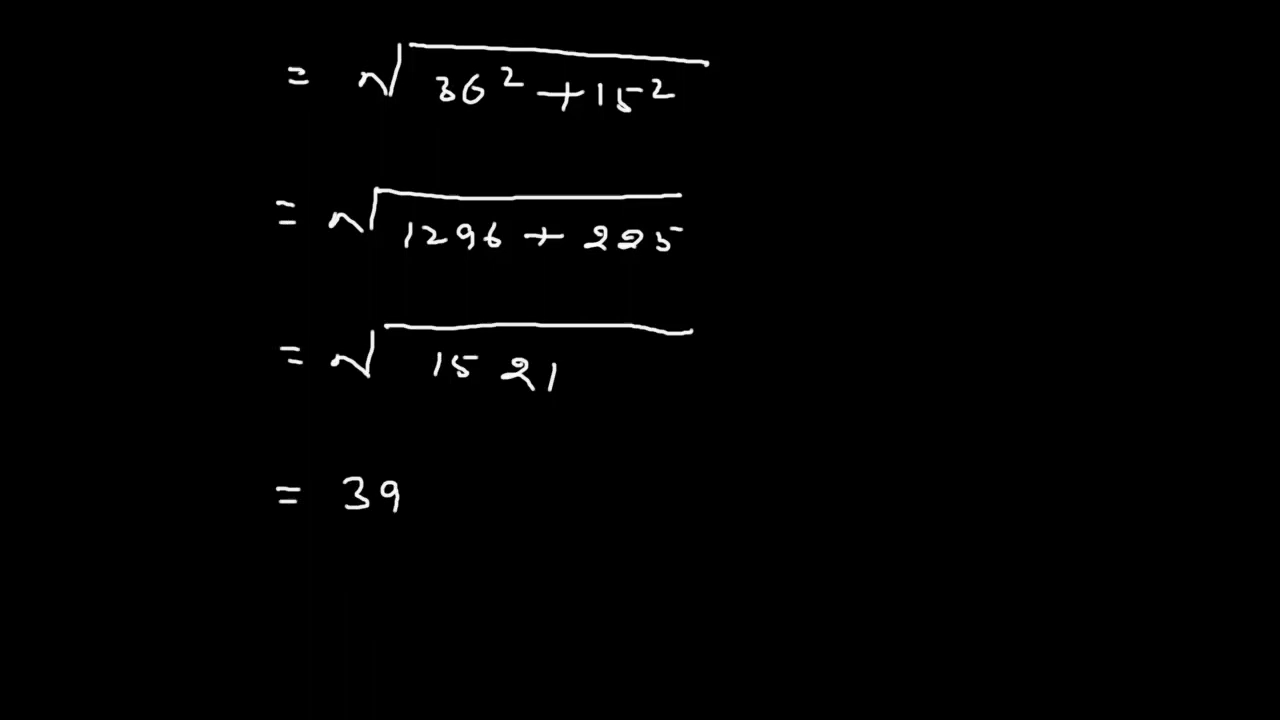 = √36² + 15²
= √1296 + 225
= √1521
= 39